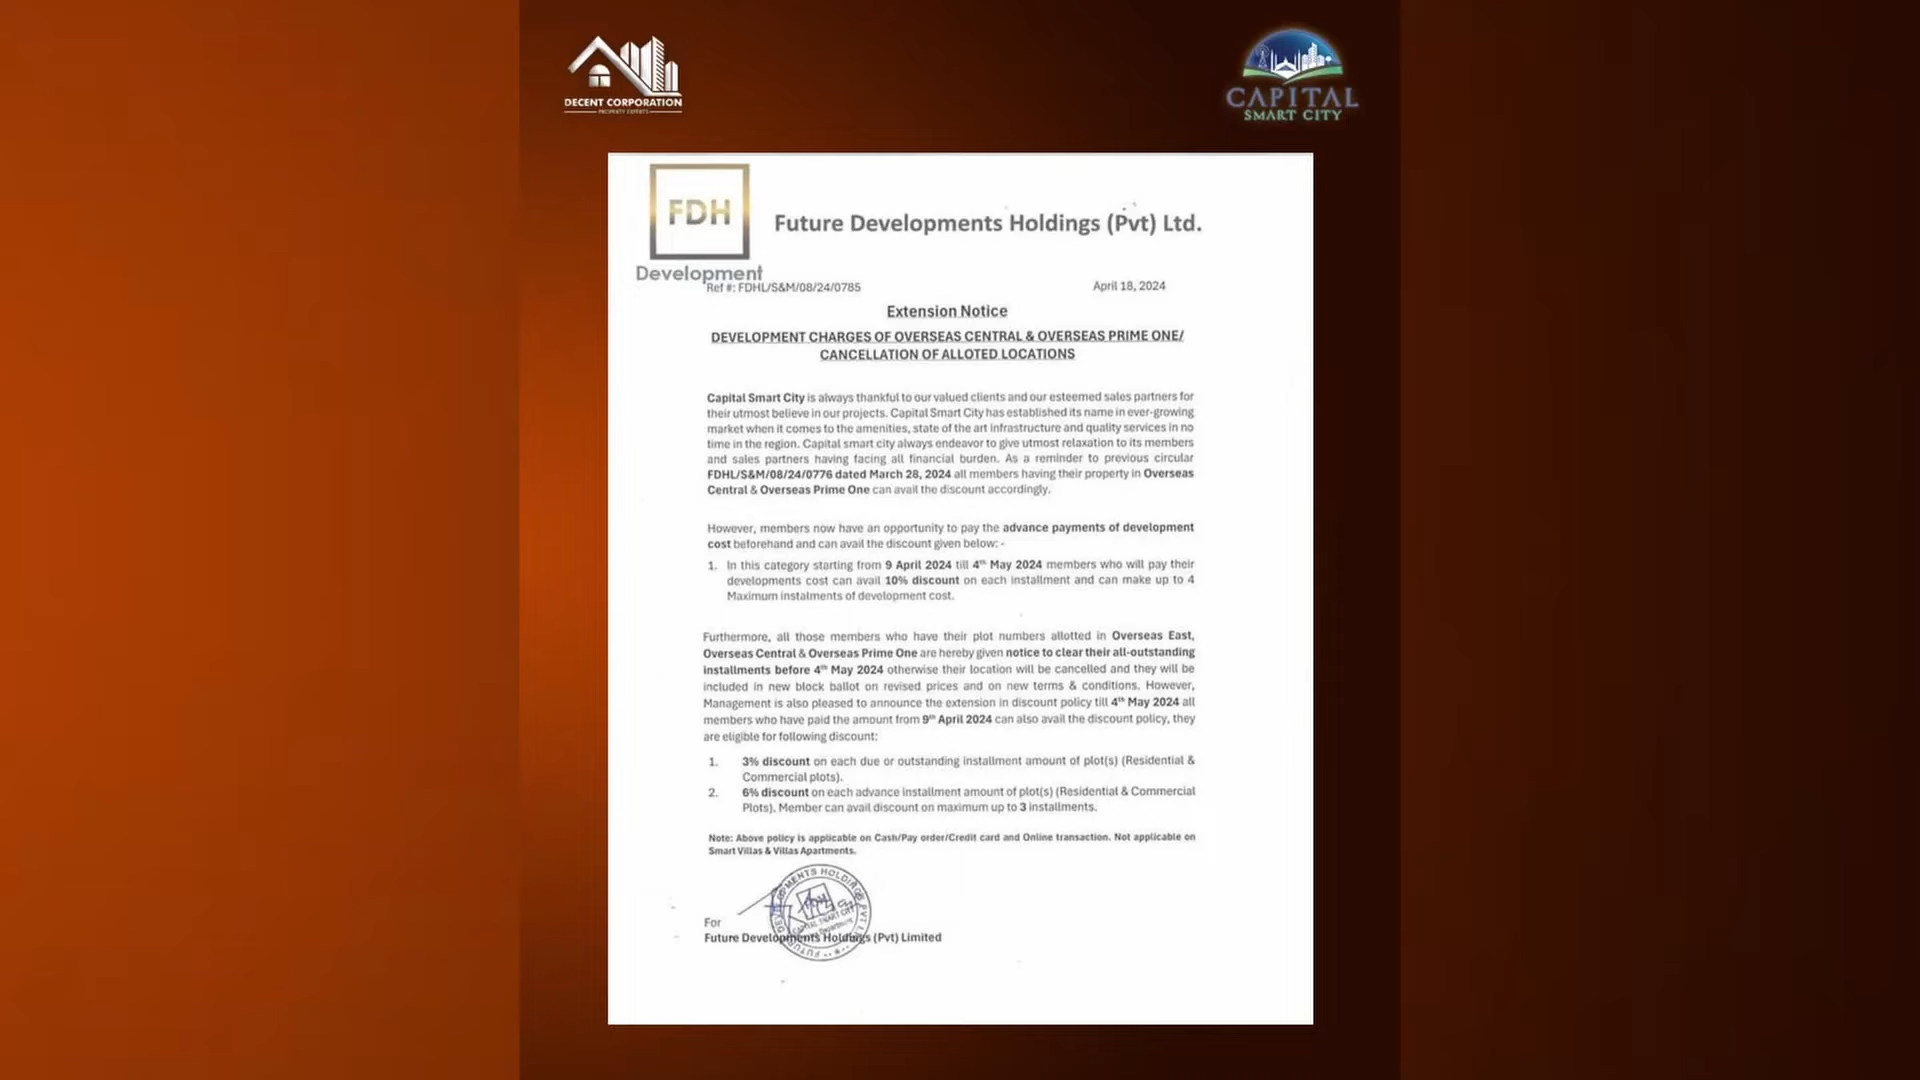 DECENT CORPORATION
PROPERTY EXPERTS
CAPITAL
SMART CITY
FDH
Development
Future Developments Holdings (Pvt) Ltd.
Ref #: FDHL/S&M/08/24/0785
April 18, 2024
Extension Notice
DEVELOPMENT CHARGES OF OVERSEAS CENTRAL & OVERSEAS PRIME ONE/
CANCELLATION OF ALLOTED LOCATIONS
Capital Smart City is always thankful to our valued clients and our esteemed sales partners for
their utmost believe in our projects. Capital Smart City has established its name in ever-growing
market when it comes to the amenities, state of the art infrastructure and quality services in no
time in the region. Capital smart city always endeavor to give utmost relaxation to its members
and sales partners having facing all financial burden. As a reminder to previous circular
FDHL/S&M/08/24/0776 dated March 28, 2024 all members having their property in Overseas
Central & Overseas Prime One can avail the discount accordingly.
However, members now have an opportunity to pay the advance payments of development
cost beforehand and can avail the discount given below: -
1. In this category starting from 9 April 2024 till 4th May 2024 members who will pay their
developments cost can avail 10% discount on each installment and can make up to 4
Maximum instalments of development cost.
Furthermore, all those members who have their plot numbers allotted in Overseas East,
Overseas Central & Overseas Prime One are hereby given notice to clear their all-outstanding
installments before 4th May 2024 otherwise their location will be cancelled and they will be
included in new block ballot on revised prices and on new terms & conditions. However,
Management is also pleased to announce the extension in discount policy till 4th May 2024 all
members who have paid the amount from 9th April 2024 can also avail the discount policy, they
are eligible for following discount:
1. 3% discount on each due or outstanding installment amount of plot(s) (Residential &
Commercial plots).
2. 6% discount on each advance installment amount of plot(s) (Residential & Commercial
Plots). Member can avail discount on maximum up to 3 installments.
Note: Above policy is applicable on Cash/Pay order/Credit card and Online transaction. Not applicable on
Smart Villas & Villas Apartments.
For
Future Developments Holdings (Pvt) Limited
CAPITAL SMART CITY